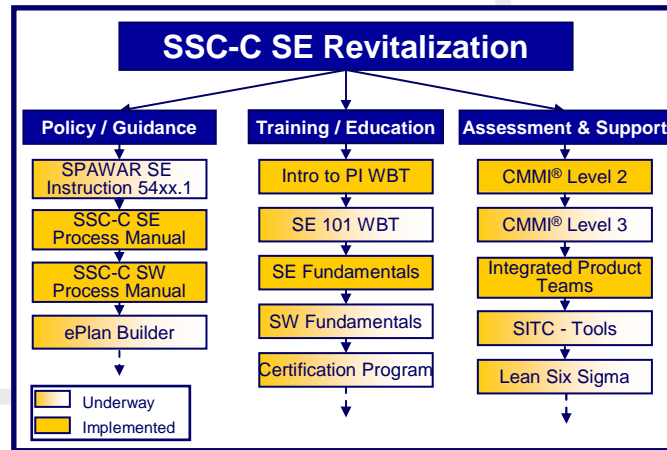 SSC-C SE Revitalization
Policy / Guidance
SPAWAR SE
Instruction 54xx.1
SSC-C SE
Process Manual
SSC-C SW
Process Manual
ePlan Builder
Training / Education
Intro to PI WBT
SE 101 WBT
SE Fundamentals
SW Fundamentals
Certification Program
Assessment & Support
CMMI® Level 2
CMMI® Level 3
Integrated Product
Teams
SITC - Tools
Lean Six Sigma
Underway
Implemented